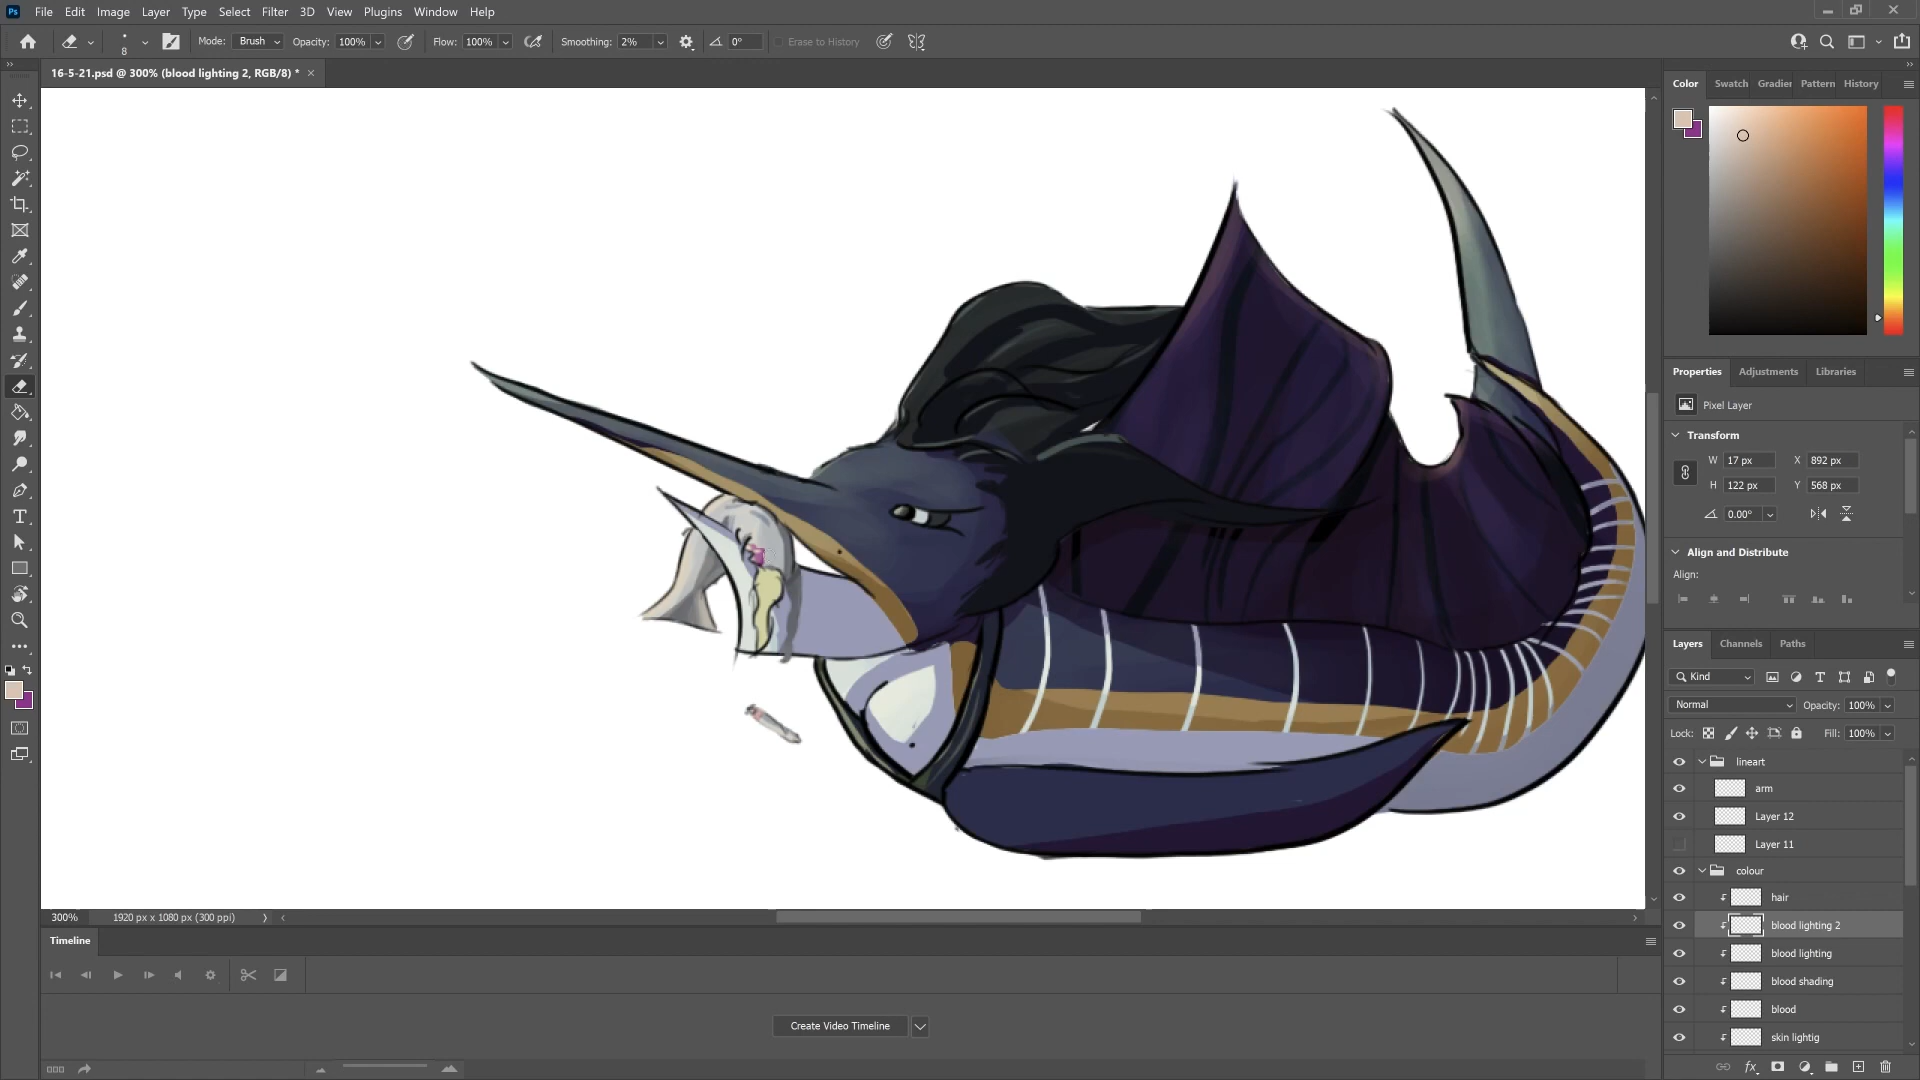 Ps File Edit Image Layer Type Select Filter 3D View Plugins Window Help
8 Mode: Brush Opacity: 100% Flow: 100% Smoothing: 2% 0° Erase to History
16-5-21.psd @ 300% (blood lighting 2, RGB/8) *
Color Swatch Gradier Pattern History
Properties Adjustments Libraries
Pixel Layer
Transform
W 17 px X 892 px
H 122 px Y 568 px
0.00°
Align and Distribute
Align:
Layers Channels Paths
Kind
Normal Opacity: 100%
Lock: Fill: 100%
lineart
arm
Layer 12
Layer 11
colour
hair
blood lighting 2
blood lighting
blood shading
blood
skin lightig
300% 1920 px x 1080 px (300 ppi)
Timeline
Create Video Timeline
fx